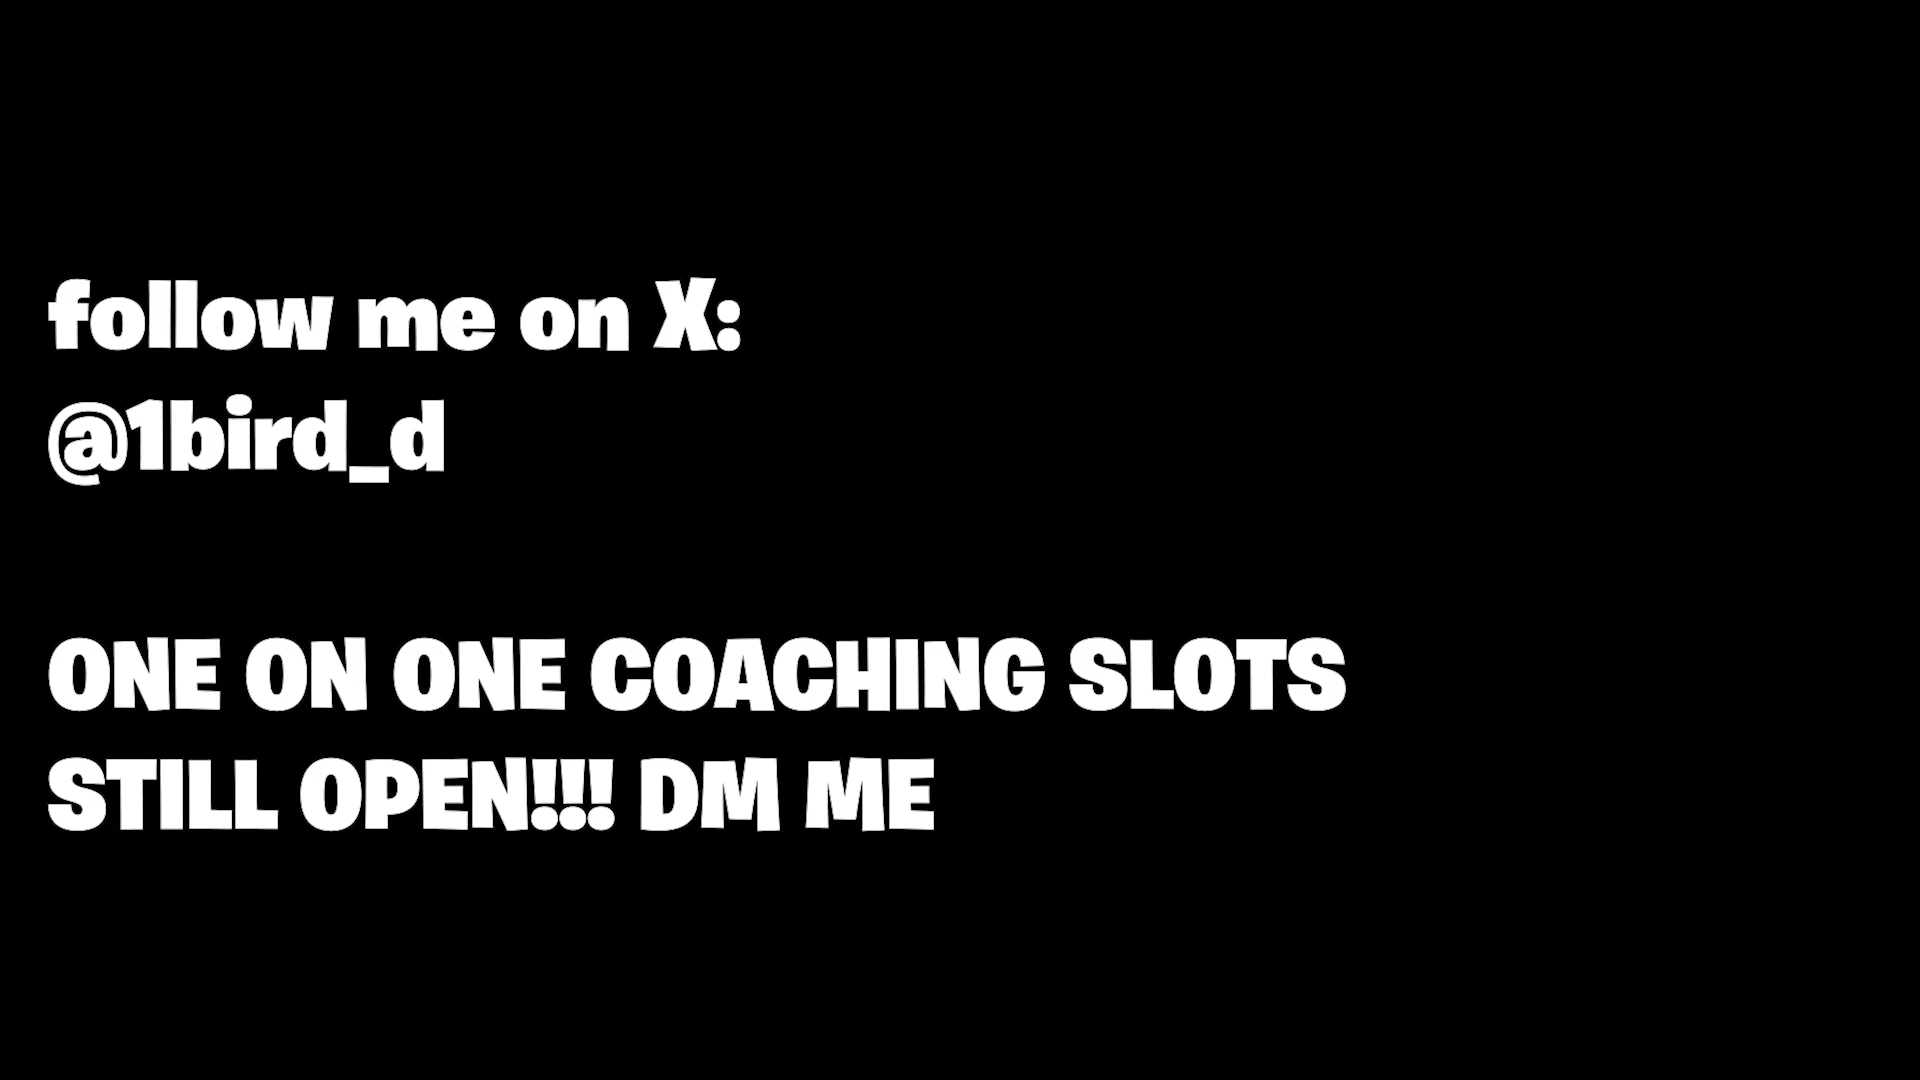 follow me on X:
@1bird_d
ONE ON ONE COACHING SLOTS
STILL OPEN!!! DM ME